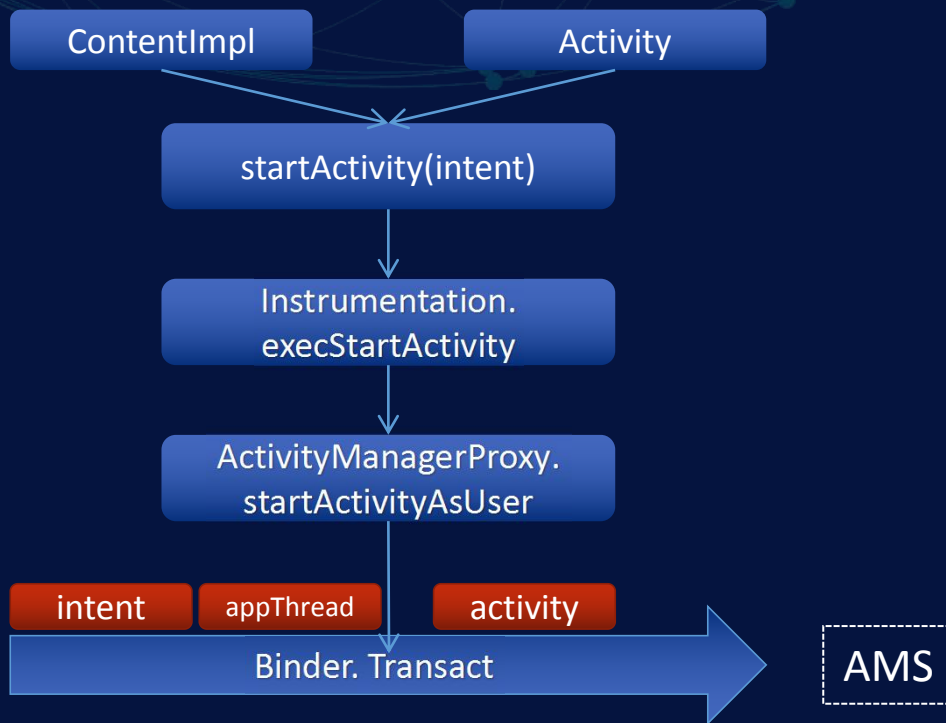 ContentImpl
Activity
startActivity(intent)
Instrumentation.
execStartActivity
ActivityManagerProxy.
startActivityAsUser
intent
appThread
activity
Binder. Transact
AMS